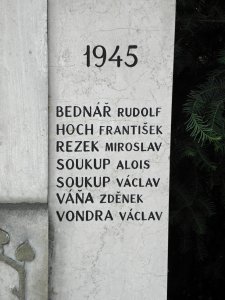 1945
BEDNÁŘ RUDOLF
HOCH FRANTIŠEK
REZEK MIROSLAV
SOUKUP ALOIS
SOUKUP VÁCLAV
VÁŇA ZDENĚK
VONDRA VÁCLAV